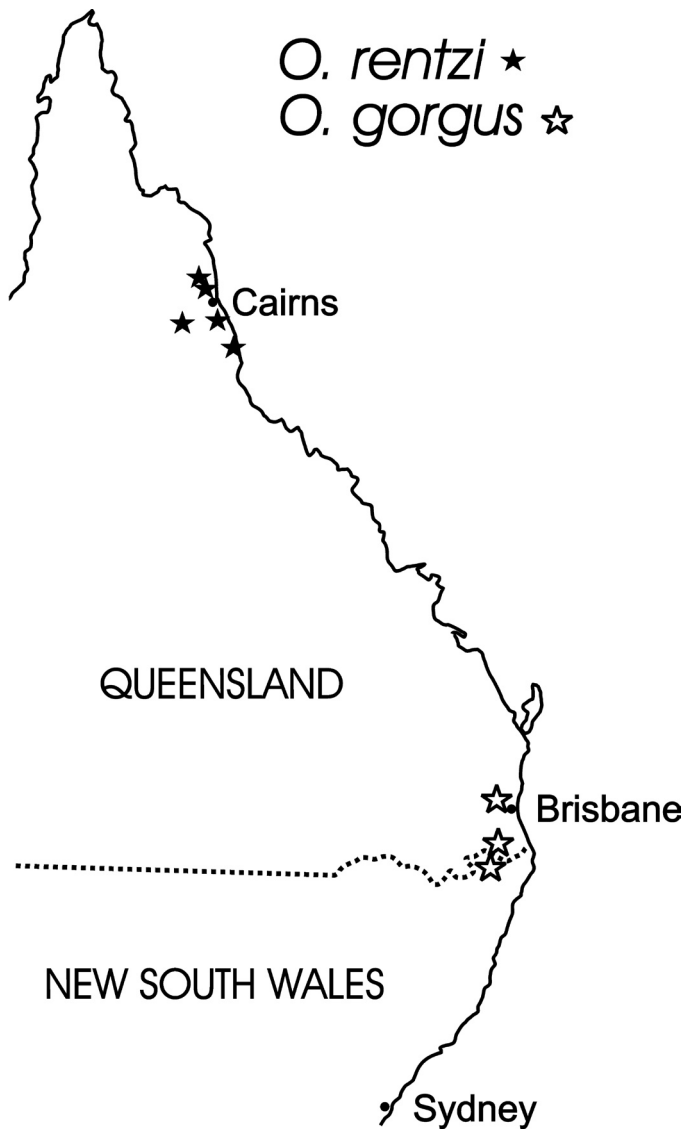 O. rentzi ★
O. gorgus ☆
Cairns
QUEENSLAND
Brisbane
NEW SOUTH WALES
Sydney